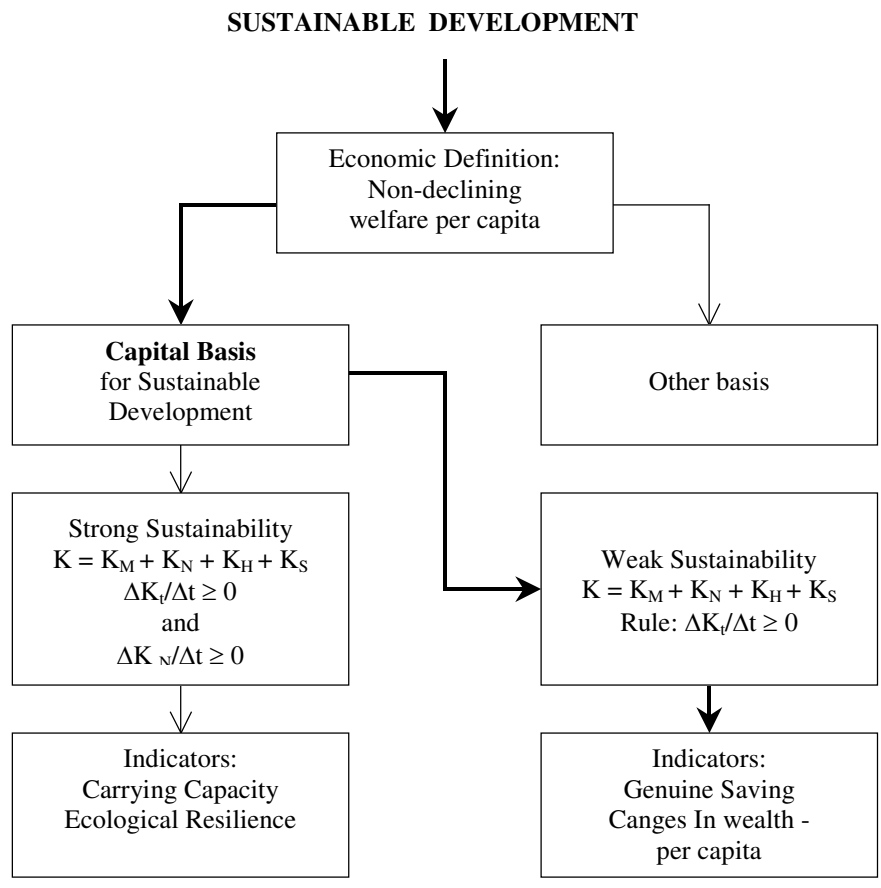 SUSTAINABLE DEVELOPMENT
Economic Definition:
Non-declining
welfare per capita
Capital Basis
for Sustainable
Development
Other basis
Strong Sustainability
K = K_M + K_N + K_H + K_S
ΔK_t/Δt ≥ 0
and
ΔK _N/Δt ≥ 0
Weak Sustainability
K = K_M + K_N + K_H + K_S
Rule: ΔK_t/Δt ≥ 0
Indicators:
Carrying Capacity
Ecological Resilience
Indicators:
Genuine Saving
Canges In wealth -
per capita